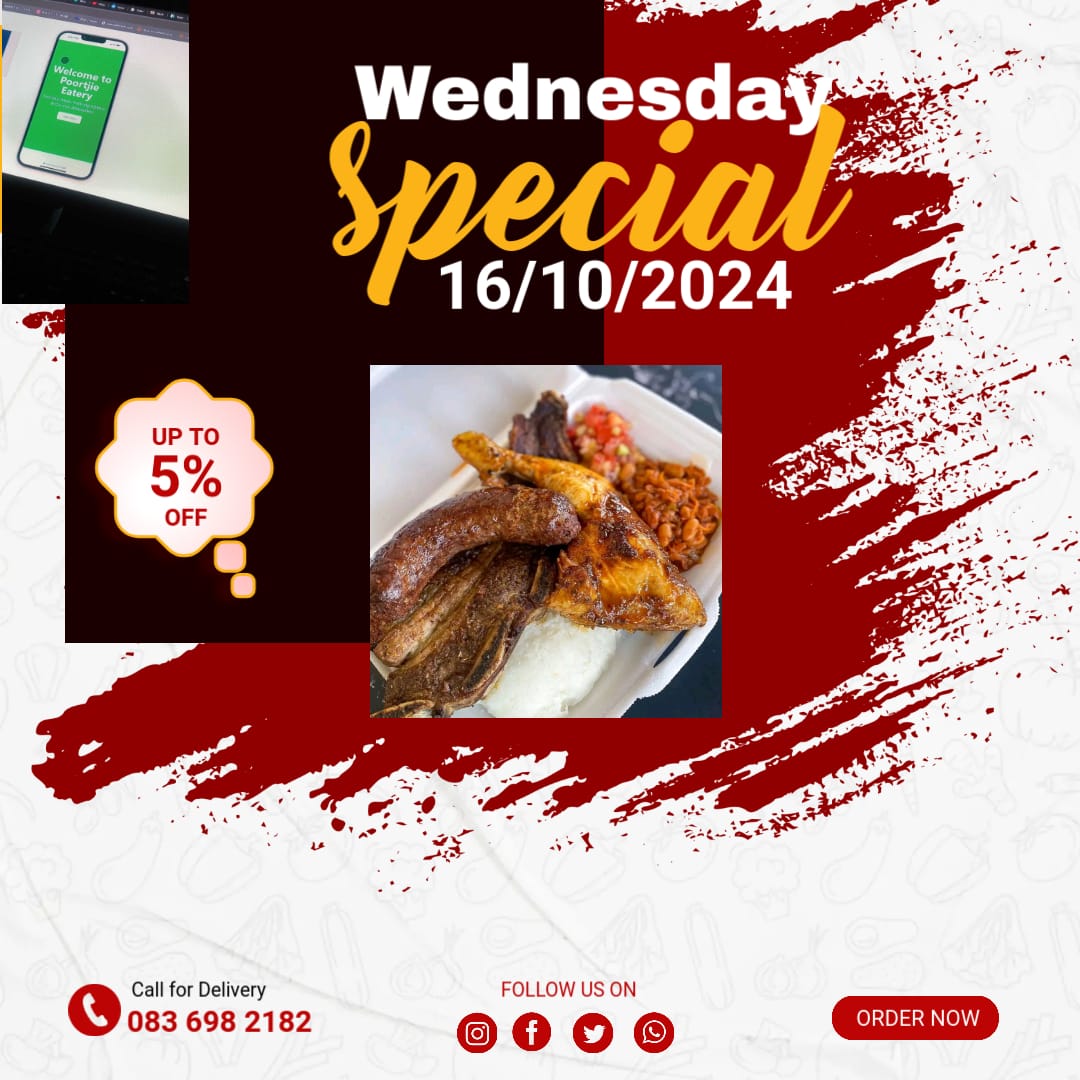 Welcome to
Poortjie
Eatery
Wednesday
Special
16/10/2024
UP TO
5%
OFF
Call for Delivery
083 698 2182
FOLLOW US ON
ORDER NOW